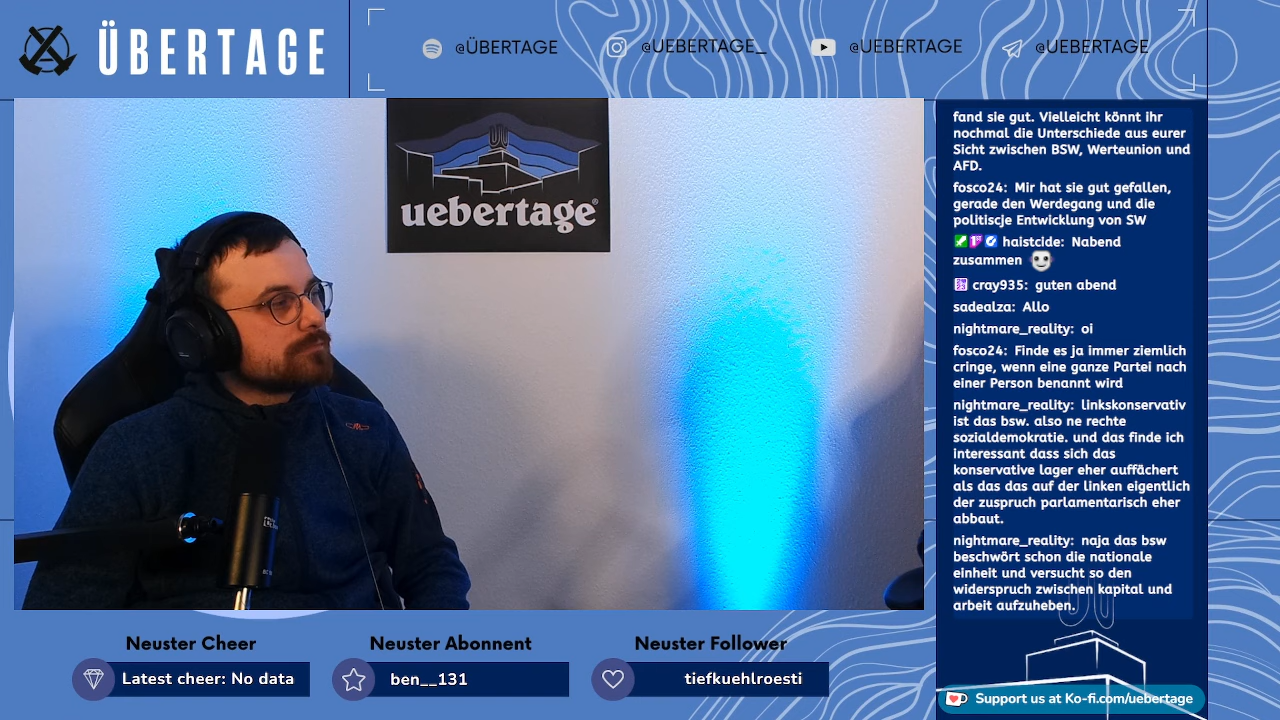 ÜBERTAGE
@ÜBERTAGE
@UEBERTAGE_
@UEBERTAGE
@UEBERTAGE
uebertage®
fand sie gut. Vielleicht könnt ihr
nochmal die Unterschiede aus eurer
Sicht zwischen BSW, Werteunion und
AFD.
fosco24: Mir hat sie gut gefallen,
gerade den Werdegang und die
politiscje Entwicklung von SW
haistcide: Nabend
zusammen
cray935: guten abend
sadealza: Allo
nightmare_reality: oi
fosco24: Finde es ja immer ziemlich
cringe, wenn eine ganze Partei nach
einer Person benannt wird
nightmare_reality: linkskonservativ
ist das bsw. also ne rechte
sozialdemokratie. und das finde ich
interessant dass sich das
konservative lager eher auffächert
als das das auf der linken eigentlich
der zuspruch parlamentarisch eher
abbaut.
nightmare_reality: naja das bsw
beschwört schon die nationale
einheit und versucht so den
widerspruch zwischen kapital und
arbeit aufzuheben.
Neuster Cheer
Latest cheer: No data
Neuster Abonnent
ben__131
Neuster Follower
tiefkuehlroesti
Support us at Ko-fi.com/uebertage